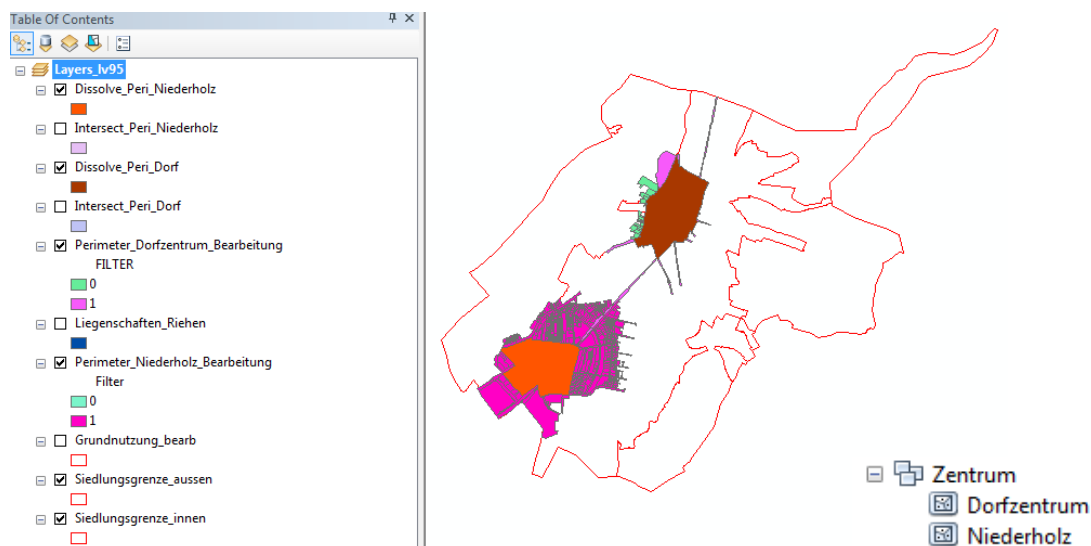 Table Of Contents
Layers_lv95
Dissolve_Peri_Niederholz
Intersect_Peri_Niederholz
Dissolve_Peri_Dorf
Intersect_Peri_Dorf
Perimeter_Dorfzentrum_Bearbeitung
FILTER
0
1
Liegenschaften_Riehen
Perimeter_Niederholz_Bearbeitung
Filter
0
1
Grundnutzung_bearb
Siedlungsgrenze_aussen
Siedlungsgrenze_innen
Zentrum
Dorfzentrum
Niederholz